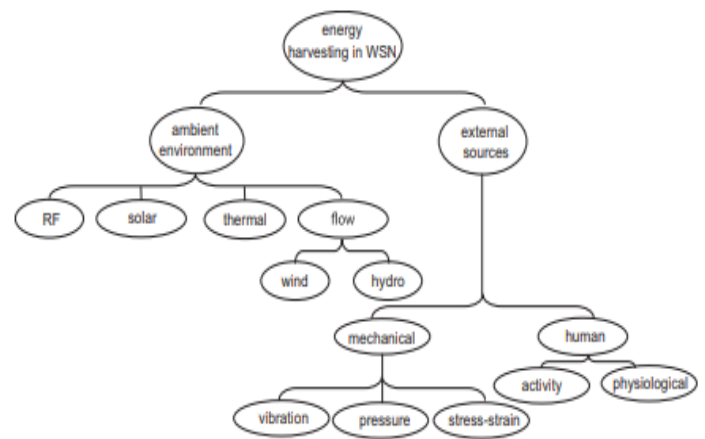 energy
harvesting in WSN
ambient
environment
external
sources
RF
solar
thermal
flow
wind
hydro
mechanical
human
activity
physiological
vibration
pressure
stress-strain